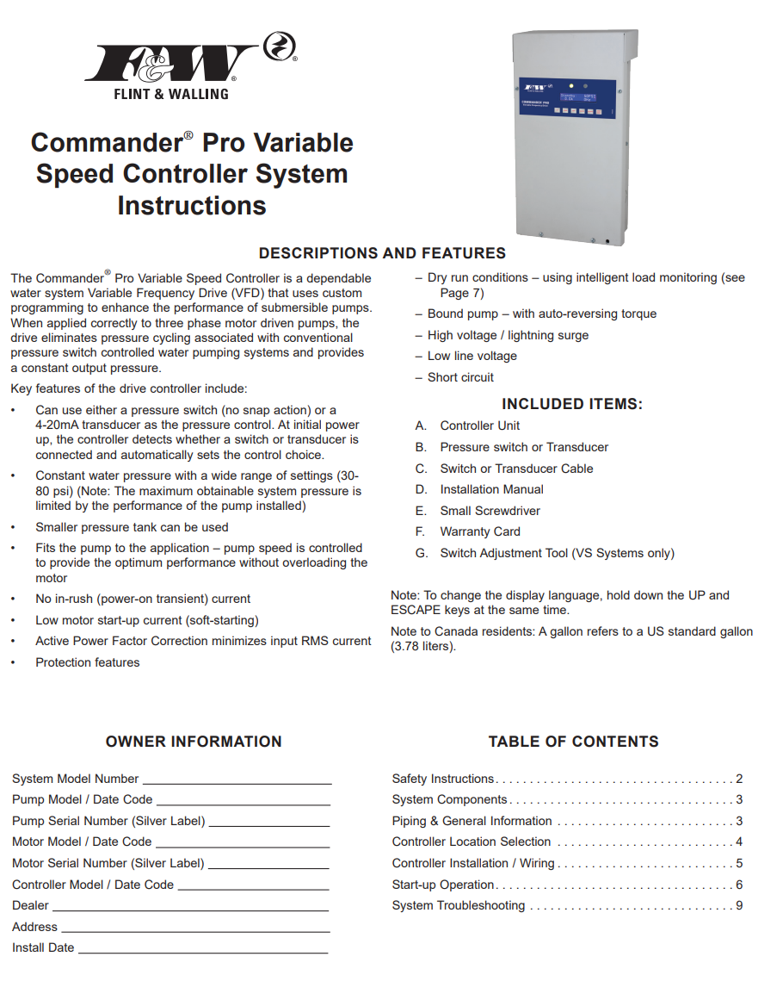 F&W
®
®
FLINT & WALLING
Commander® Pro Variable
Speed Controller System
Instructions
F&W
FLINT & WALLING
COMMANDER PRO
DESCRIPTIONS AND FEATURES
The Commander® Pro Variable Speed Controller is a dependable
water system Variable Frequency Drive (VFD) that uses custom
programming to enhance the performance of submersible pumps.
When applied correctly to three phase motor driven pumps, the
drive eliminates pressure cycling associated with conventional
pressure switch controlled water pumping systems and provides
a constant output pressure.
Key features of the drive controller include:
• Can use either a pressure switch (no snap action) or a
4-20mA transducer as the pressure control. At initial power
up, the controller detects whether a switch or transducer is
connected and automatically sets the control choice.
• Constant water pressure with a wide range of settings (30-
80 psi) (Note: The maximum obtainable system pressure is
limited by the performance of the pump installed)
• Smaller pressure tank can be used
• Fits the pump to the application – pump speed is controlled
to provide the optimum performance without overloading the
motor
• No in-rush (power-on transient) current
• Low motor start-up current (soft-starting)
• Active Power Factor Correction minimizes input RMS current
• Protection features
– Dry run conditions – using intelligent load monitoring (see
Page 7)
– Bound pump – with auto-reversing torque
– High voltage / lightning surge
– Low line voltage
– Short circuit
INCLUDED ITEMS:
A. Controller Unit
B. Pressure switch or Transducer
C. Switch or Transducer Cable
D. Installation Manual
E. Small Screwdriver
F. Warranty Card
G. Switch Adjustment Tool (VS Systems only)
Note: To change the display language, hold down the UP and
ESCAPE keys at the same time.
Note to Canada residents: A gallon refers to a US standard gallon
(3.78 liters).
OWNER INFORMATION
System Model Number
Pump Model / Date Code
Pump Serial Number (Silver Label)
Motor Model / Date Code
Motor Serial Number (Silver Label)
Controller Model / Date Code
Dealer
Address
Install Date
TABLE OF CONTENTS
Safety Instructions. . . . . . . . . . . . . . . . . . . . . . . . . . . . . . . . . . . 2
System Components. . . . . . . . . . . . . . . . . . . . . . . . . . . . . . . . . 3
Piping & General Information . . . . . . . . . . . . . . . . . . . . . . . . . . 3
Controller Location Selection . . . . . . . . . . . . . . . . . . . . . . . . . . 4
Controller Installation / Wiring . . . . . . . . . . . . . . . . . . . . . . . . . . 5
Start-up Operation. . . . . . . . . . . . . . . . . . . . . . . . . . . . . . . . . . . 6
System Troubleshooting . . . . . . . . . . . . . . . . . . . . . . . . . . . . . . 9